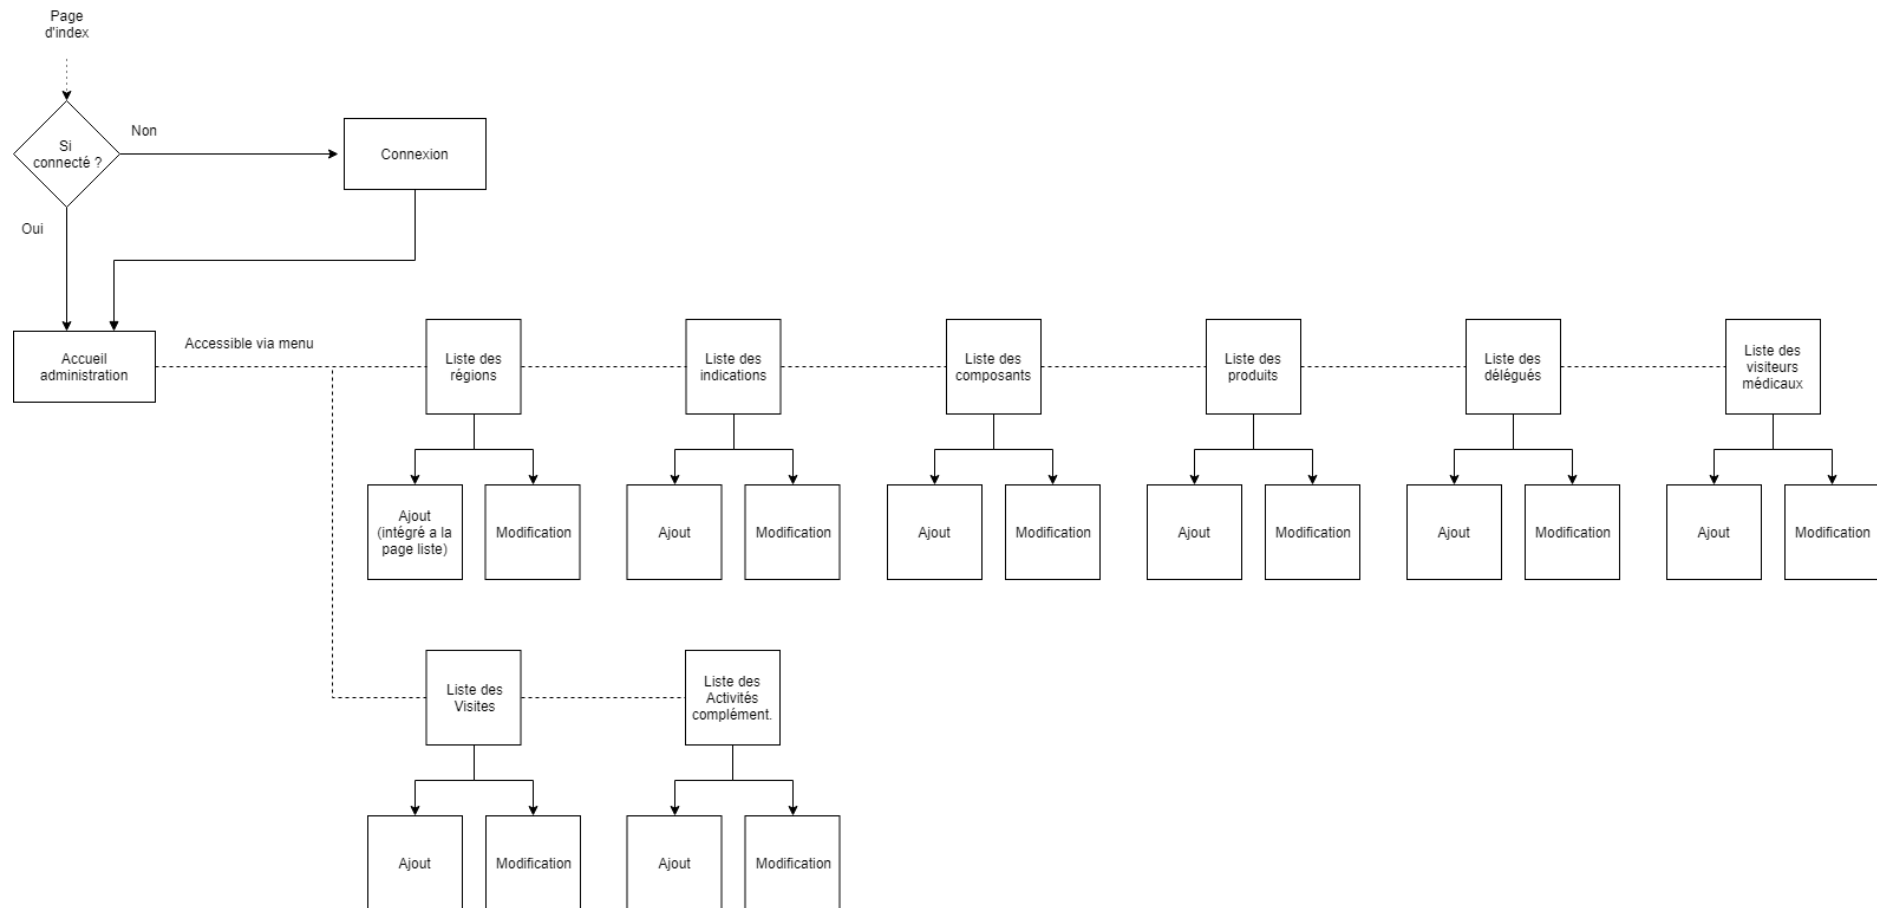 Page
d'index
Si
connecté ?
Non
Connexion
Oui
Accueil
administration
Accessible via menu
Liste des
régions
Liste des
indications
Liste des
composants
Liste des
produits
Liste des
délégués
Liste des
visiteurs
médicaux
Ajout
(intégré a la
page liste)
Modification
Ajout
Modification
Ajout
Modification
Ajout
Modification
Ajout
Modification
Ajout
Modification
Liste des
Visites
Liste des
Activités
complément.
Ajout
Modification
Ajout
Modification